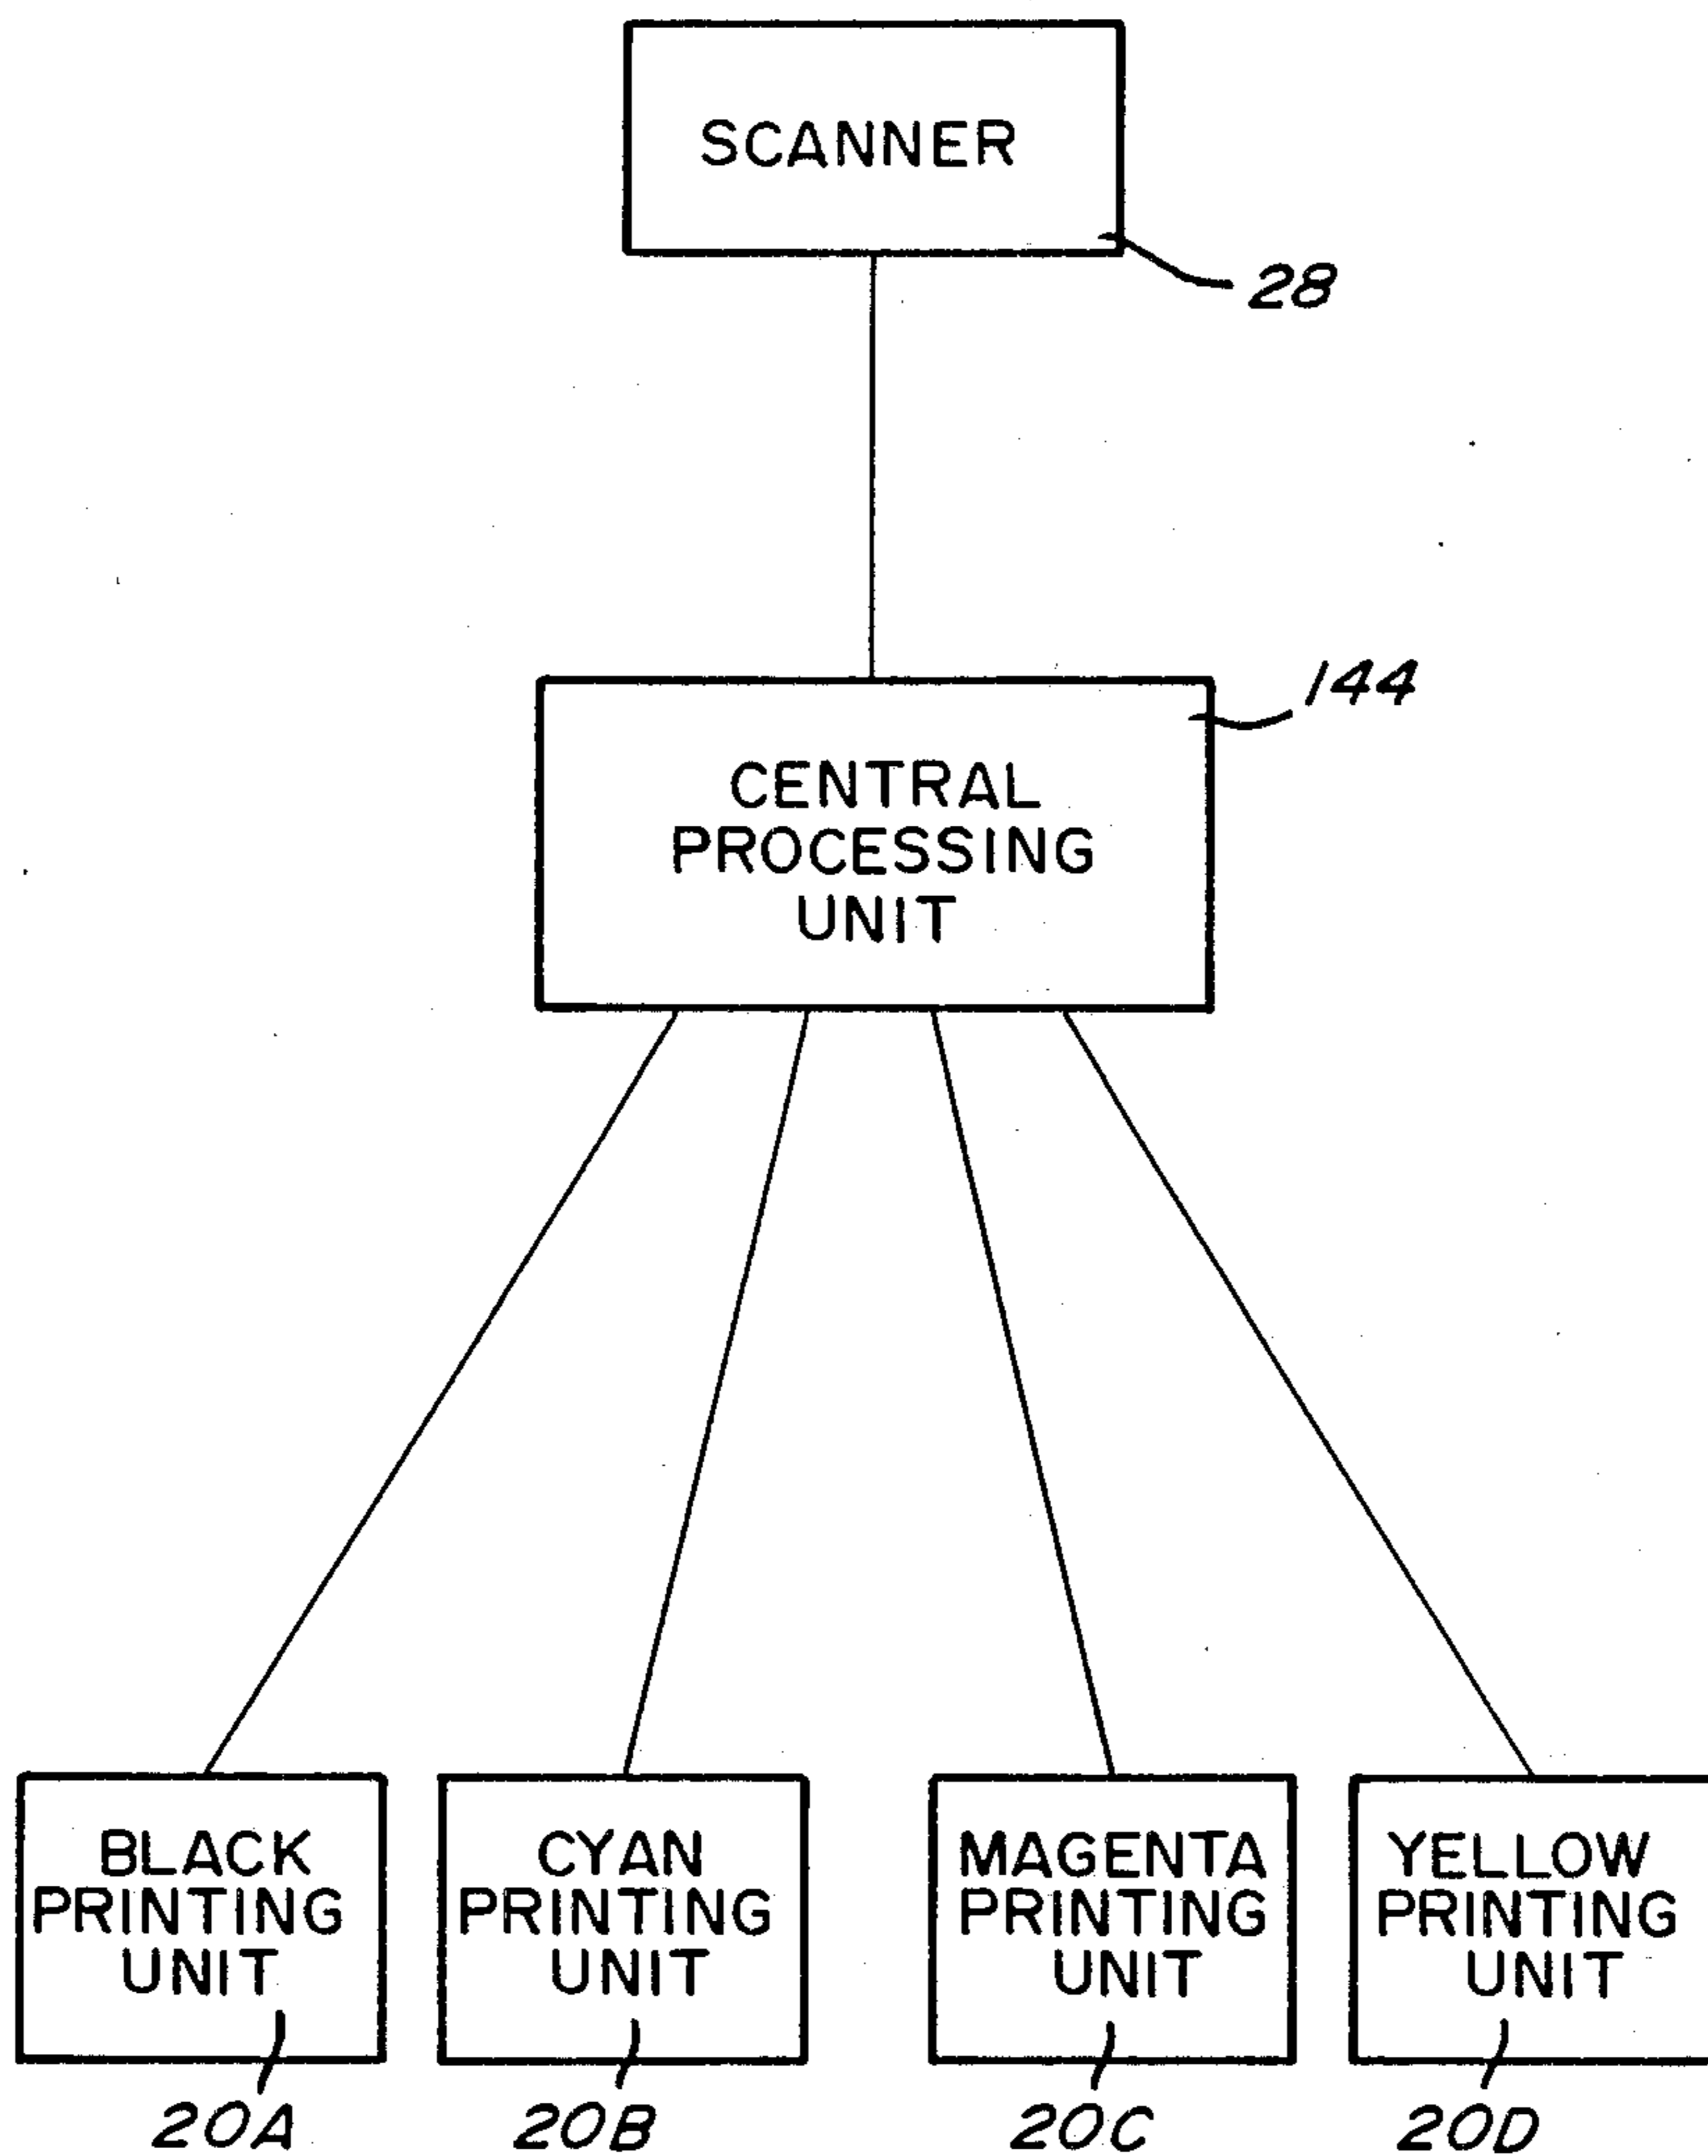 SCANNER
28
144
CENTRAL
PROCESSING
UNIT
BLACK
PRINTING
UNIT
20A
CYAN
PRINTING
UNIT
20B
MAGENTA
PRINTING
UNIT
20C
YELLOW
PRINTING
UNIT
20D